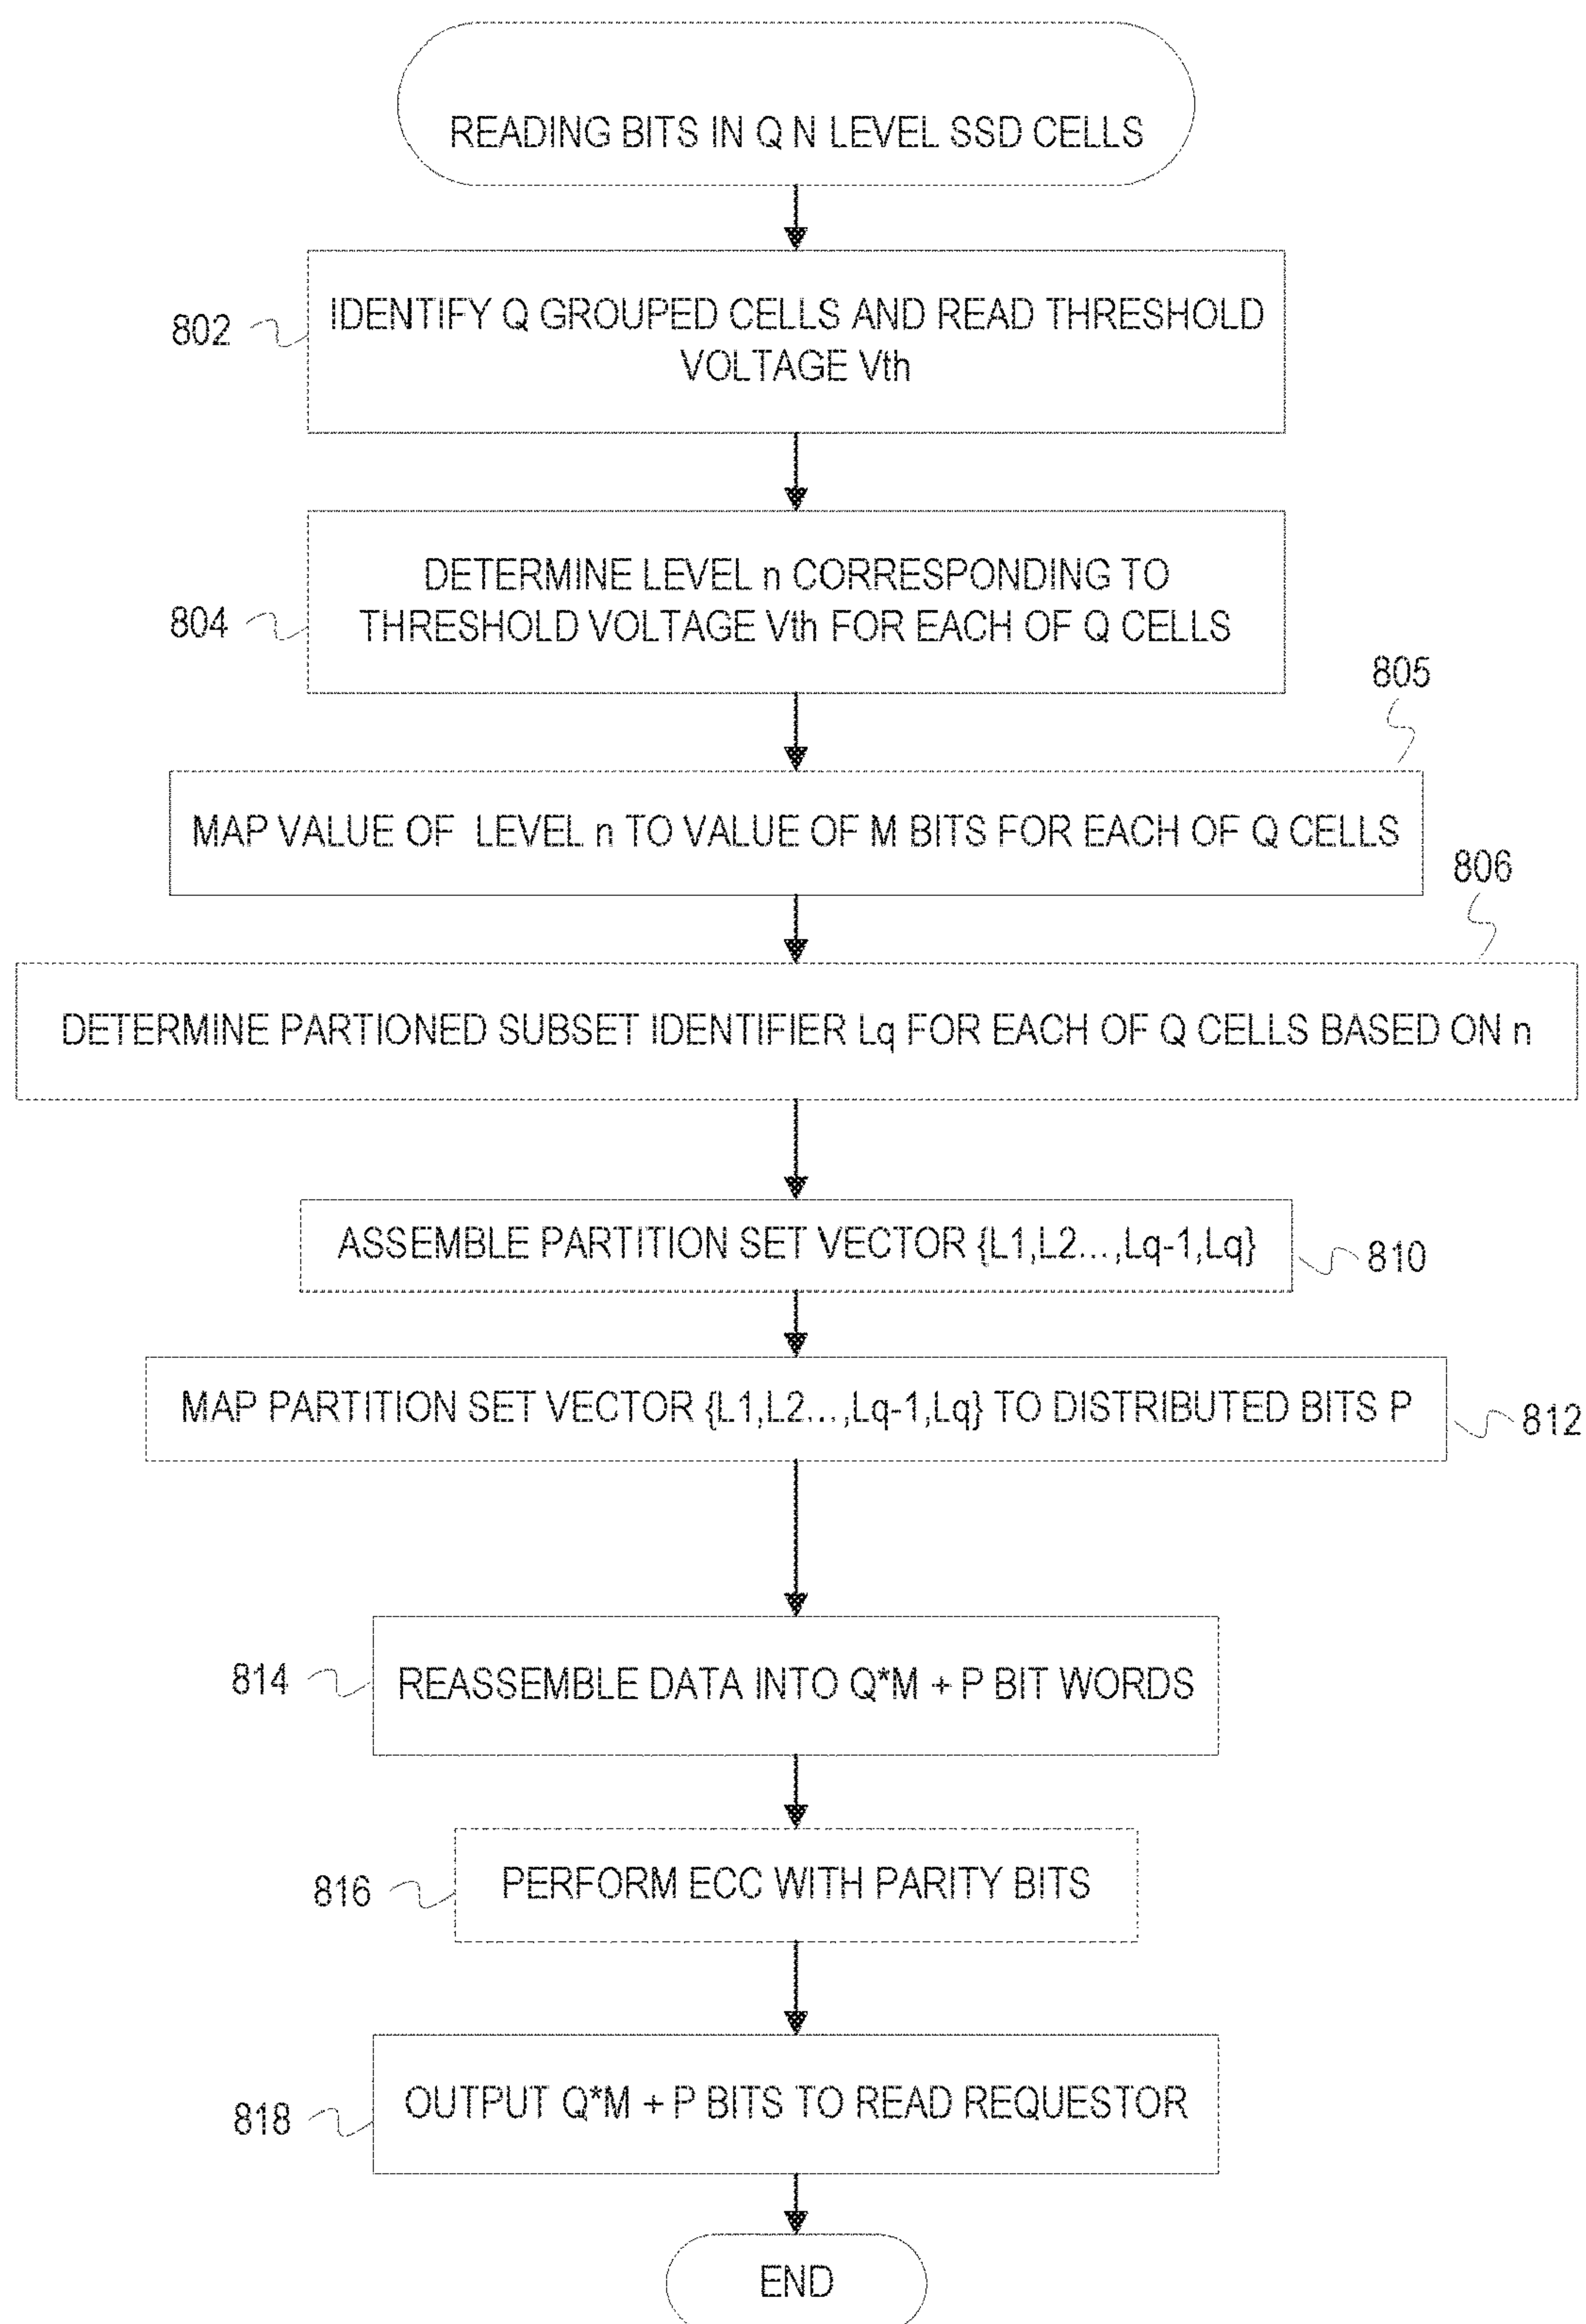 READING BITS IN Q N LEVEL SSD CELLS
802
IDENTIFY Q GROUPED CELLS AND READ THRESHOLD
VOLTAGE Vth
804
DETERMINE LEVEL n CORRESPONDING TO
THRESHOLD VOLTAGE Vth FOR EACH OF Q CELLS
805
MAP VALUE OF LEVEL n TO VALUE OF M BITS FOR EACH OF Q CELLS
806
DETERMINE PARTIONED SUBSET IDENTIFIER Lq FOR EACH OF Q CELLS BASED ON n
ASSEMBLE PARTITION SET VECTOR {L1,L2...,Lq-1,Lq}
810
MAP PARTITION SET VECTOR {L1,L2...,Lq-1,Lq} TO DISTRIBUTED BITS P
812
814
REASSEMBLE DATA INTO Q*M + P BIT WORDS
816
PERFORM ECC WITH PARITY BITS
818
OUTPUT Q*M + P BITS TO READ REQUESTOR
END